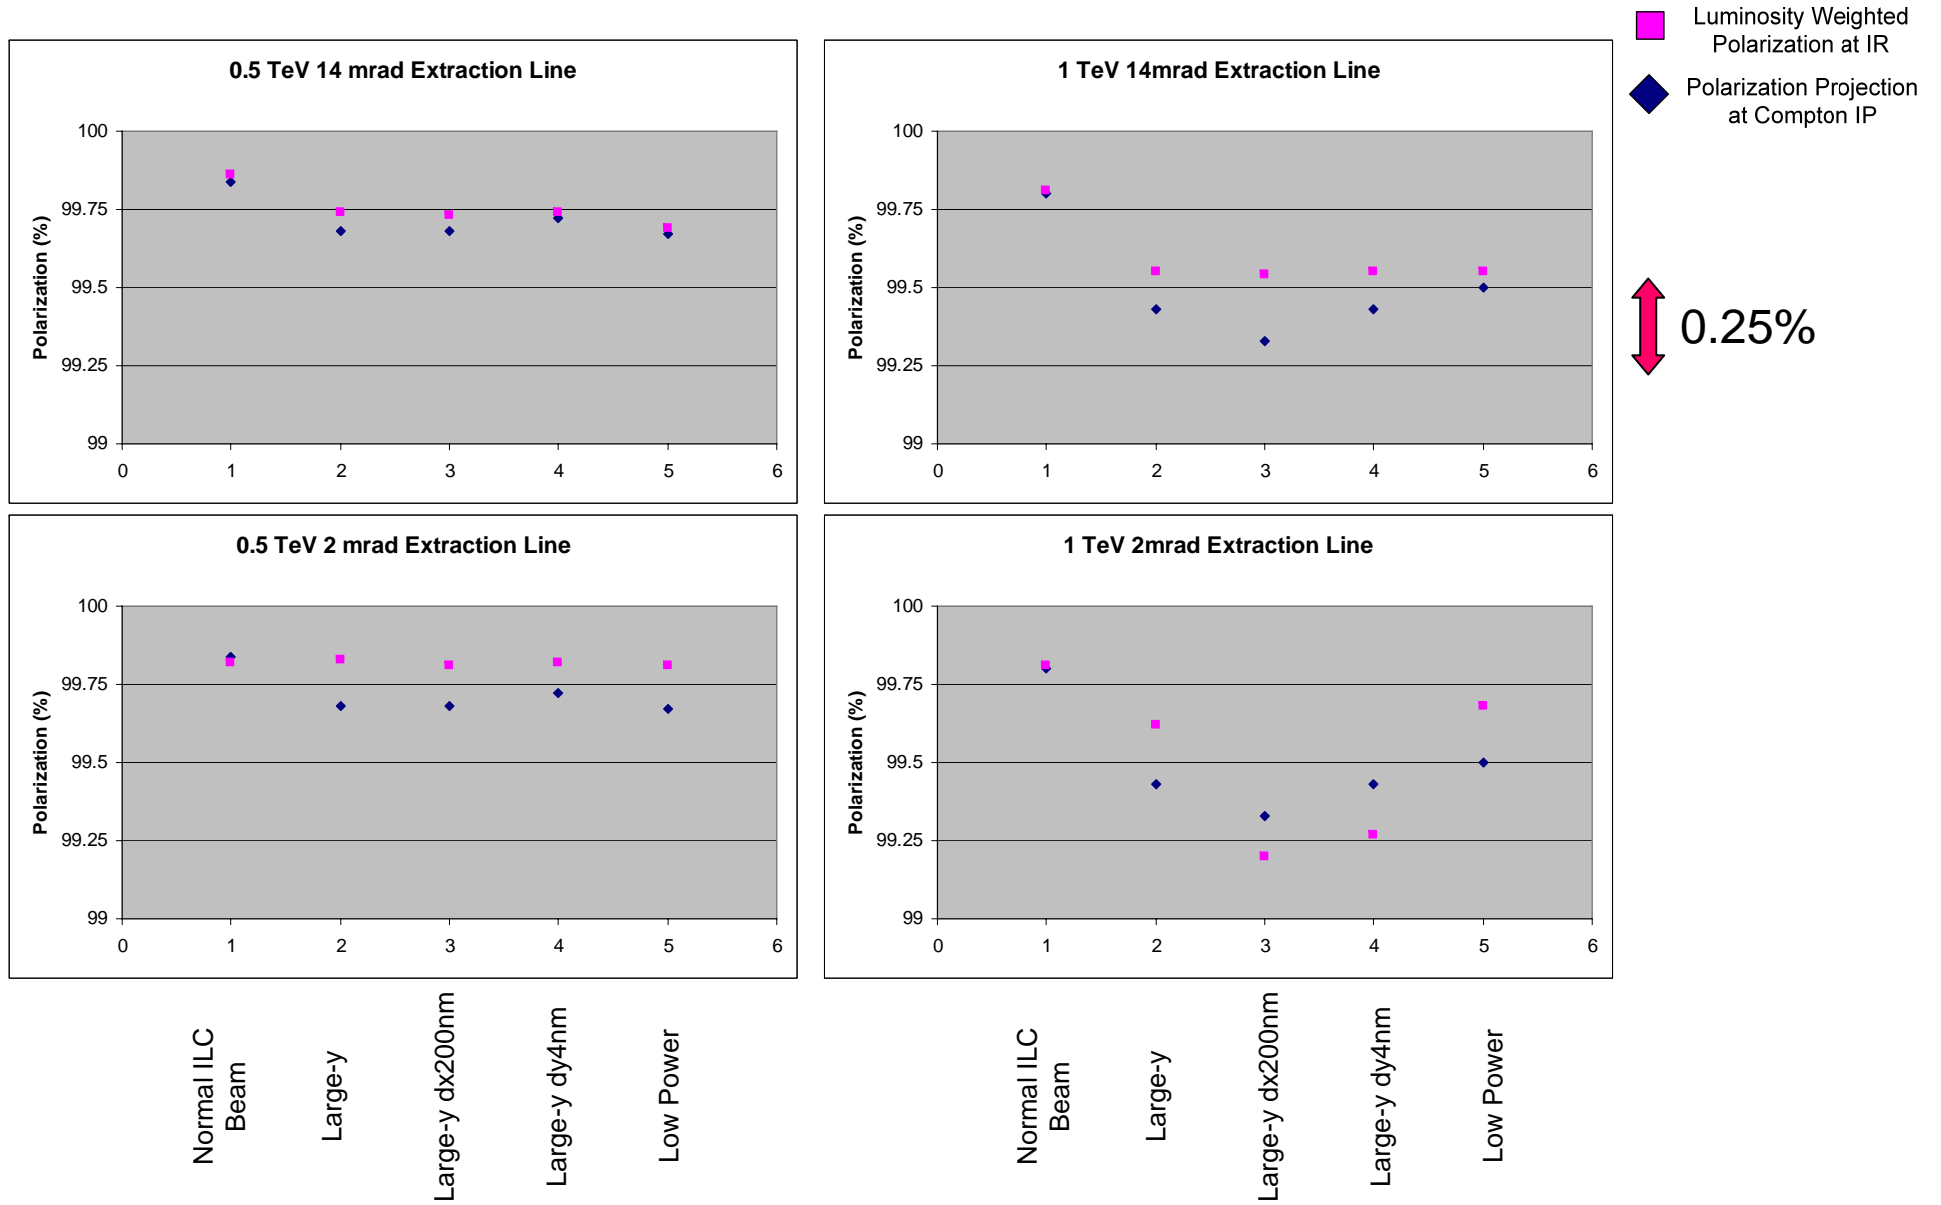 Luminosity Weighted
Polarization at IR
Polarization Projection
at Compton IP
0.25%
0.5 TeV 14 mrad Extraction Line
Polarization (%)
100
99.75
99.5
99.25
99
0 1 2 3 4 5 6
1 TeV 14mrad Extraction Line
Polarization (%)
100
99.75
99.5
99.25
99
0 1 2 3 4 5 6
0.5 TeV 2 mrad Extraction Line
Polarization (%)
100
99.75
99.5
99.25
99
0 1 2 3 4 5 6
1 TeV 2mrad Extraction Line
Polarization (%)
100
99.75
99.5
99.25
99
0 1 2 3 4 5 6
Normal ILC
Beam
Large-y
Large-y dx200nm
Large-y dy4nm
Low Power
Normal ILC
Beam
Large-y
Large-y dx200nm
Large-y dy4nm
Low Power